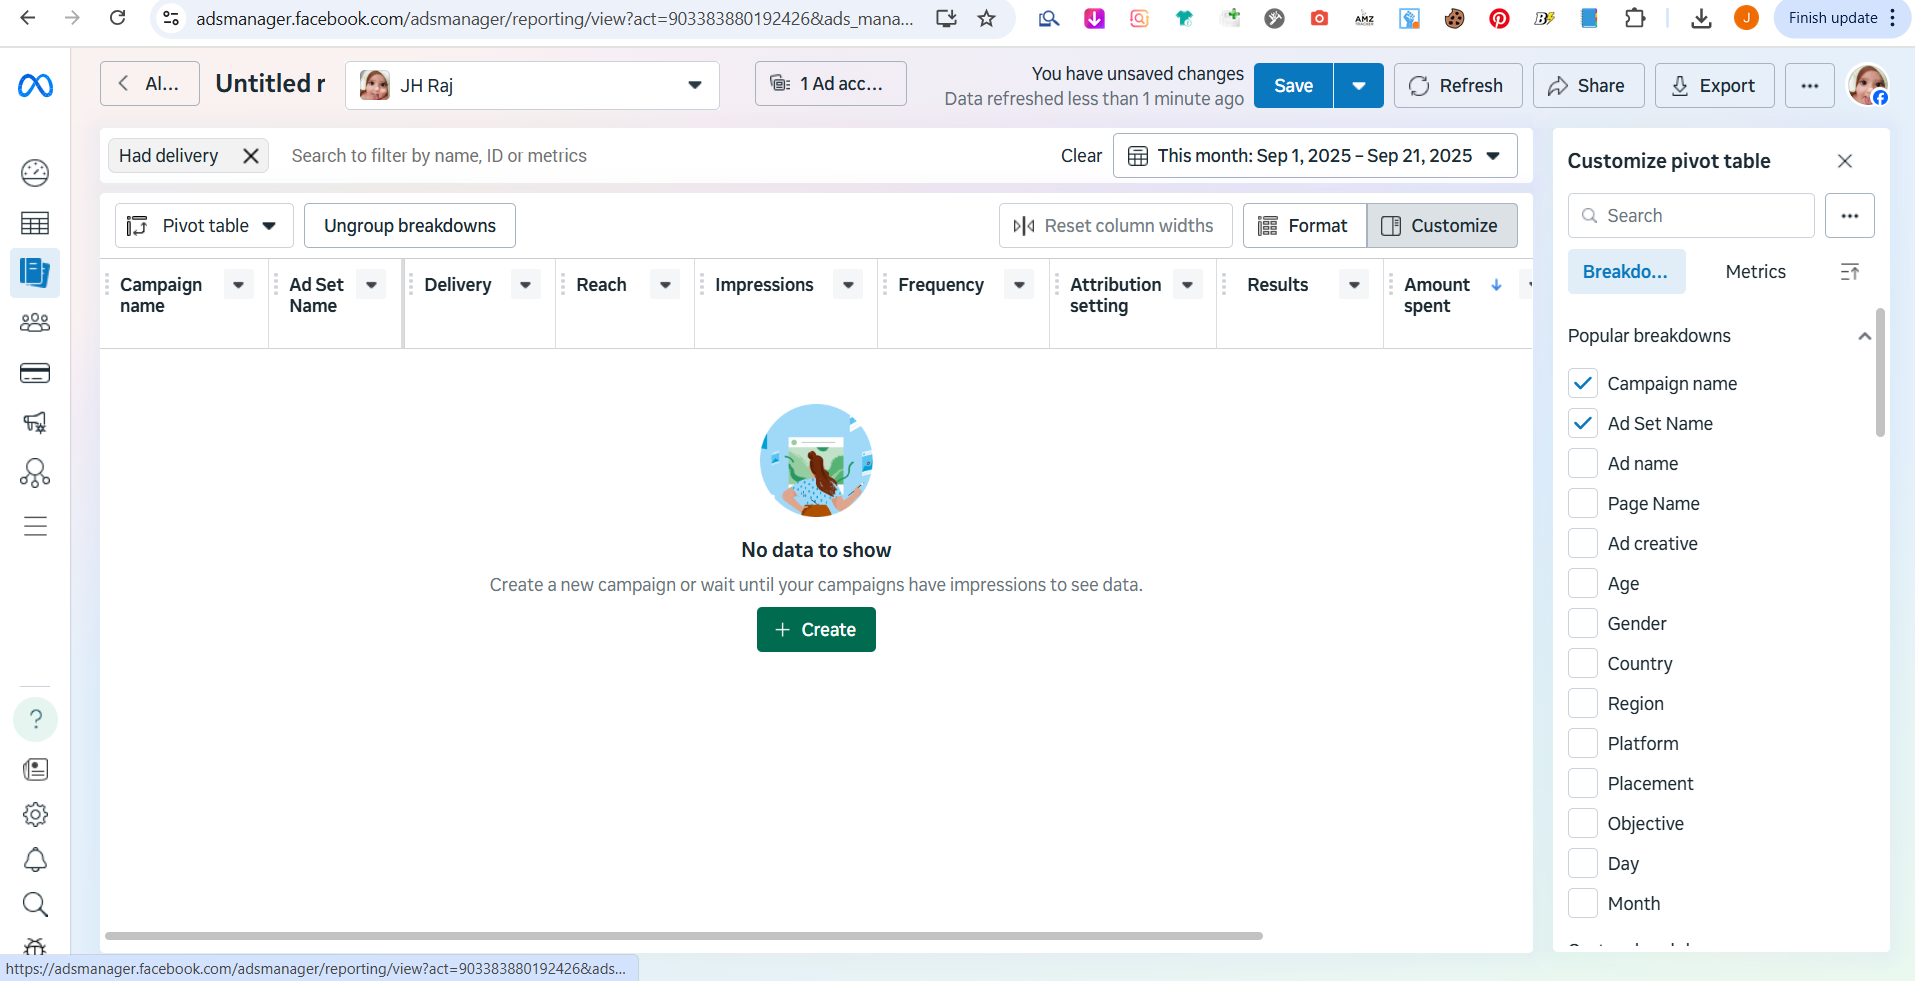 adsmanager.facebook.com/adsmanager/reporting/view?act=903383880192426&ads_mana...
AMZ
J
Finish update
Al...
Untitled r
JH Raj
1 Ad acc...
You have unsaved changes
Data refreshed less than 1 minute ago
Save
Refresh
Share
Export
Had delivery
Search to filter by name, ID or metrics
Clear
This month: Sep 1, 2025 – Sep 21, 2025
Pivot table
Ungroup breakdowns
Reset column widths
Format
Customize
Campaign name
Ad Set Name
Delivery
Reach
Impressions
Frequency
Attribution setting
Results
Amount spent
No data to show
Create a new campaign or wait until your campaigns have impressions to see data.
+ Create
Customize pivot table
Search
Breakdo...
Metrics
Popular breakdowns
Campaign name
Ad Set Name
Ad name
Page Name
Ad creative
Age
Gender
Country
Region
Platform
Placement
Objective
Day
Month
https://adsmanager.facebook.com/adsmanager/reporting/view?act=903383880192426&ads...